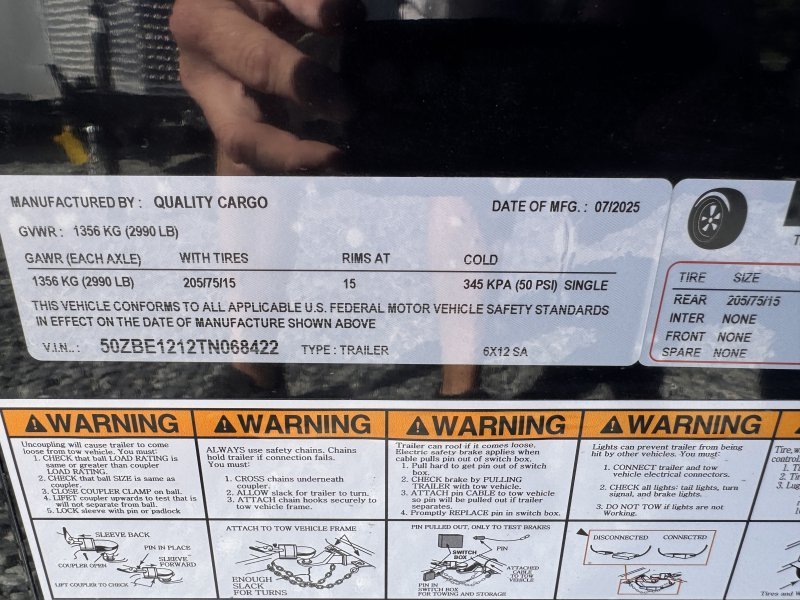 MANUFACTURED BY: QUALITY CARGO DATE OF MFG.: 07/2025
GVWR: 1356 KG (2990 LB)
GAWR (EACH AXLE) WITH TIRES RIMS AT COLD
1356 KG (2990 LB) 205/75/15 15 345 KPA (50 PSI) SINGLE
THIS VEHICLE CONFORMS TO ALL APPLICABLE U.S. FEDERAL MOTOR VEHICLE SAFETY STANDARDS
IN EFFECT ON THE DATE OF MANUFACTURE SHOWN ABOVE
V.I.N..: 50ZBE1212TN068422 TYPE: TRAILER 6X12 SA
TIRE SIZE
REAR 205/75/15
INTER NONE
FRONT NONE
SPARE NONE
WARNING
Uncoupling will cause trailer to come
loose from tow vehicle. You must:
1. CHECK that ball LOAD RATING is
same or greater than coupler
LOAD RATING.
2. CHECK that ball SIZE is same as
coupler.
3. CLOSE COUPLER CLAMP on ball.
4. LIFET coupler upwards to test that it
will not separate from ball.
5. LOCK sleeve with pin or padlock
SLEEVE BACK
COUPLER OPEN
PIN IN PLACE
SLEEVE
FORWARD
LIFT COUPLER TO CHECK
WARNING
ALWAYS use safety chains. Chains
hold trailer if connection fails.
You must:
1. CROSS chains underneath
coupler.
2. ALLOW slack for trailer to turn.
3. ATTACH chain hooks securely to
tow vehicle frame.
ATTACH TO TOW VEHICLE FRAME
ENOUGH
SLACK
FOR TURNS
WARNING
Trailer can rool if it comes loose.
Electric safety brake applies when
cable pulls pin out of switch box.
1. Pull hard to get pin out of switch
box.
2. CHECK brake by PULLING
TRAILER with tow vehicle.
3. ATTACH pin CABLE to tow vehicle
so pin will be pulled out if trailer
separates.
4. Promptly REPLACE pin in switch box.
PIN PULLED OUT, ONLY TO TEST BRAKES
PIN
SWITCH
BOX
ATTACHED
CABLE TO
TOW
VEHICLE
PIN IN
SWITCH BOX
FOR TOWING AND STORAGE
WARNING
Lights can prevent trailer from being
hit by other vehicles. You must:
1. CONNECT trailer and tow
vehicle electrical connectors.
2. CHECK all lights: tail lights, turn
signal, and brake lights.
3. DO NOT TOW if lights are not
Working.
DISCONNECTED CONNECTED
Tires and W